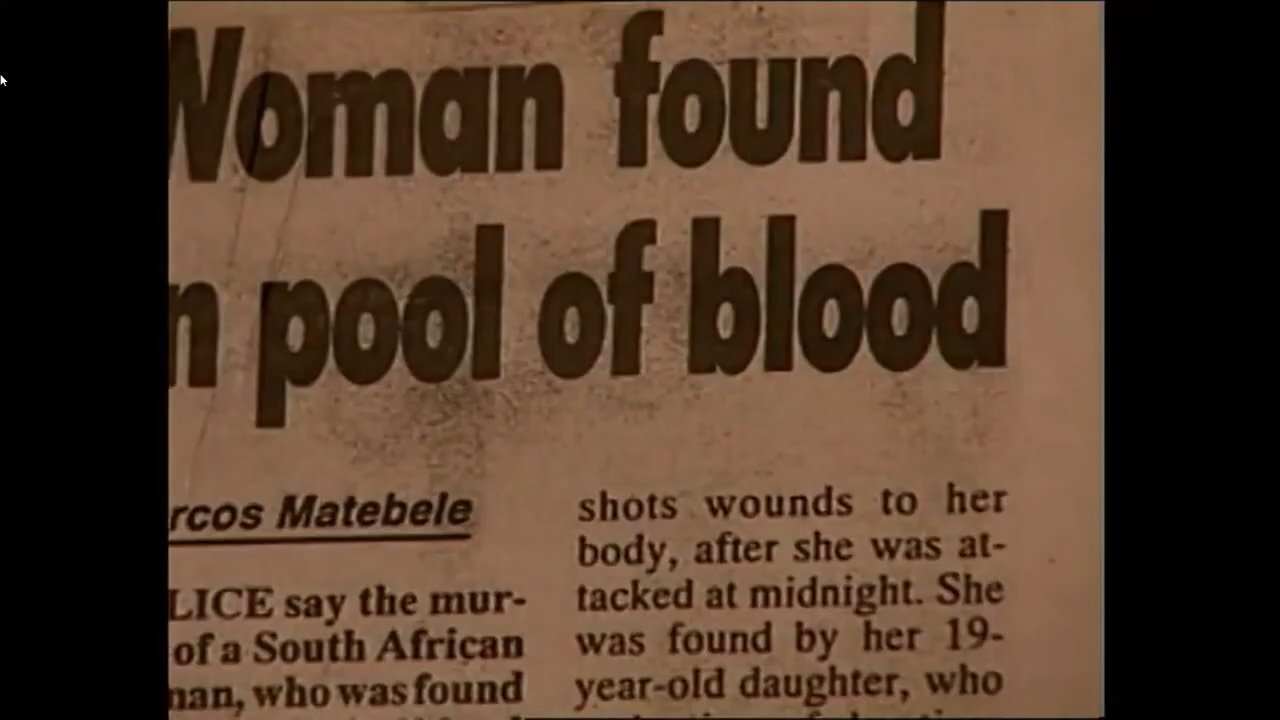 Woman found
n pool of blood
rcos Matebele
LICE say the mur-
of a South African
man, who was found
shots wounds to her
body, after she was at-
tacked at midnight. She
was found by her 19-
year-old daughter, who